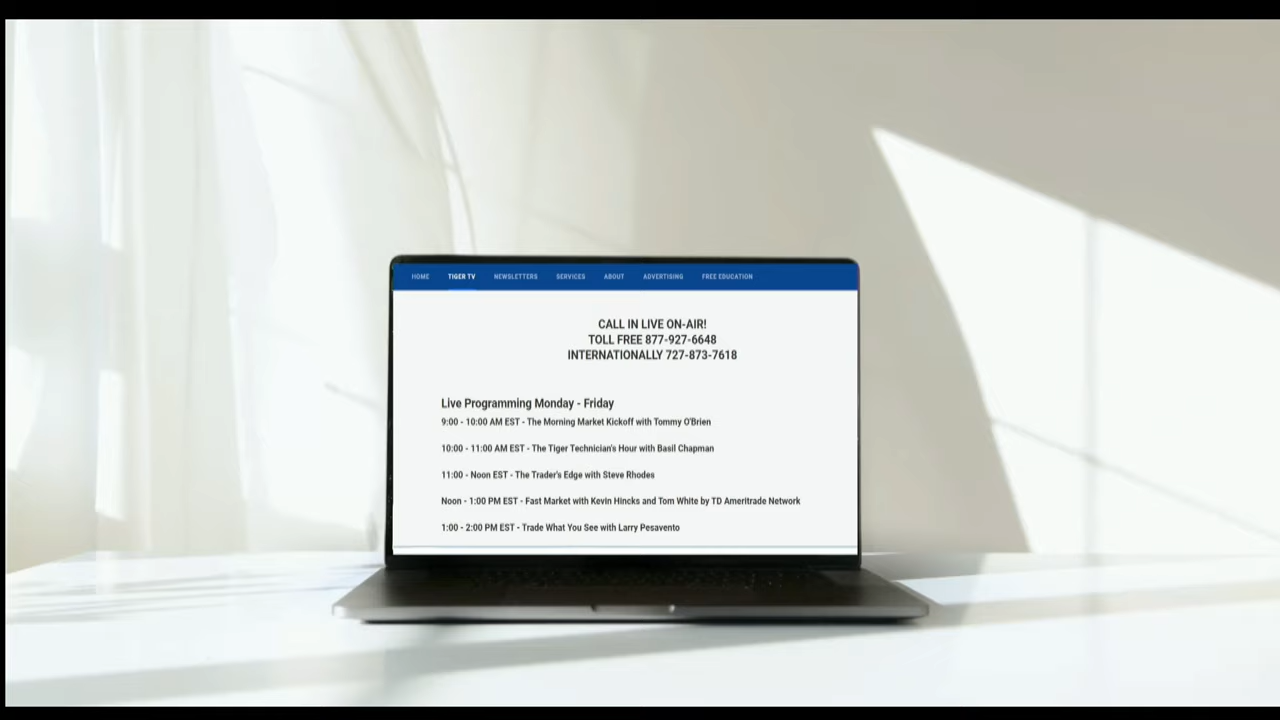 HOME TIGER TV NEWSLETTERS SERVICES ABOUT ADVERTISING FREE EDUCATION
CALL IN LIVE ON-AIR!
TOLL FREE 877-927-6648
INTERNATIONALLY 727-873-7618
Live Programming Monday - Friday
9:00 - 10:00 AM EST - The Morning Market Kickoff with Tommy O'Brien
10:00 - 11:00 AM EST - The Tiger Technician's Hour with Basil Chapman
11:00 - Noon EST - The Trader's Edge with Steve Rhodes
Noon - 1:00 PM EST - Fast Market with Kevin Hincks and Tom White by TD Ameritrade Network
1:00 - 2:00 PM EST - Trade What You See with Larry Pesavento